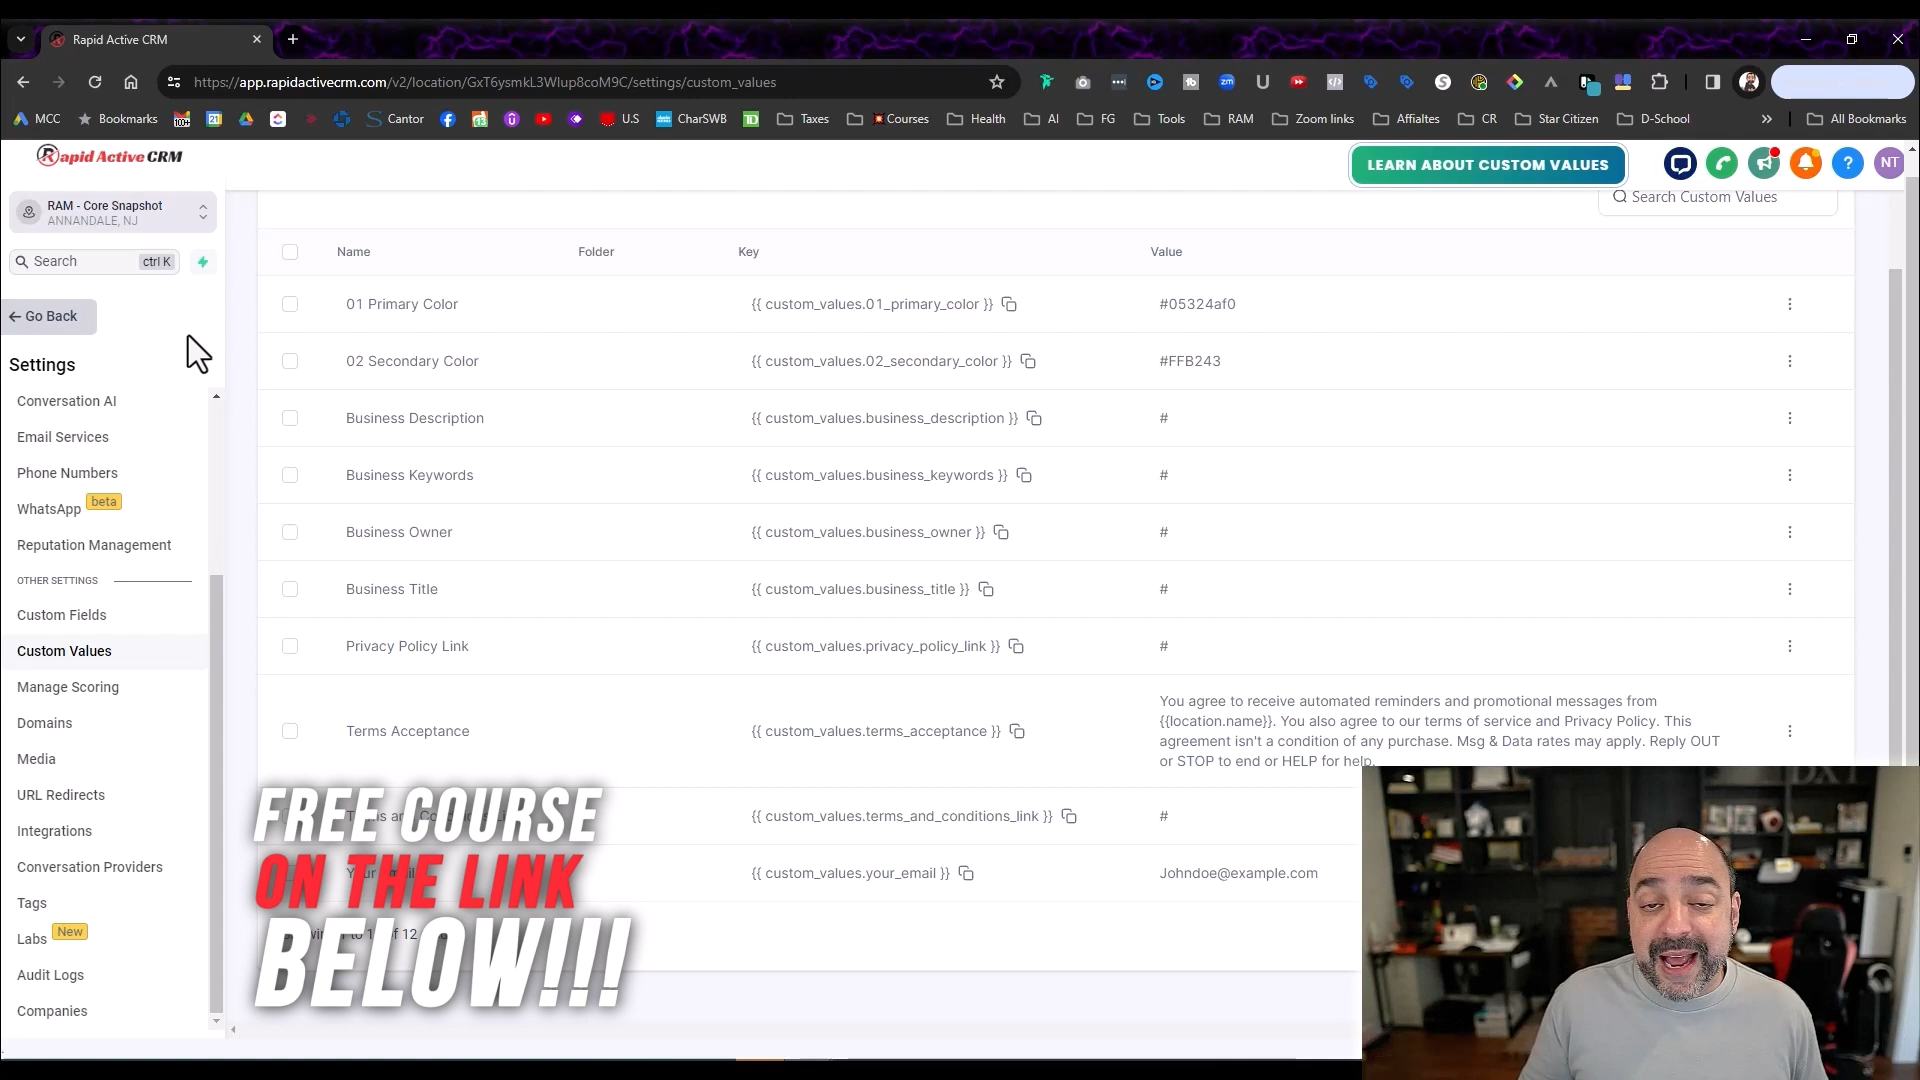 Rapid Active CRM
https://app.rapidactivecrm.com/v2/location/GxT6ysmkL3WIup8coM9C/settings/custom_values
MCC
Bookmarks
Cantor
U.S
CharSWB
Taxes
Courses
Health
AI
FG
Tools
RAM
Zoom links
Affialtes
CR
Star Citizen
D-School
All Bookmarks
Rapid Active CRM
LEARN ABOUT CUSTOM VALUES
NT
RAM - Core Snapshot
ANNANDALE, NJ
Search Custom Values
Search
ctrl K
Go Back
Settings
Conversation AI
Email Services
Phone Numbers
WhatsApp beta
Reputation Management
OTHER SETTINGS
Custom Fields
Custom Values
Manage Scoring
Domains
Media
URL Redirects
Integrations
Conversation Providers
Tags
Labs New
Audit Logs
Companies
Name Folder Key Value
01 Primary Color {{ custom_values.01_primary_color }} #05324af0
02 Secondary Color {{ custom_values.02_secondary_color }} #FFB243
Business Description {{ custom_values.business_description }} #
Business Keywords {{ custom_values.business_keywords }} #
Business Owner {{ custom_values.business_owner }} #
Business Title {{ custom_values.business_title }} #
Privacy Policy Link {{ custom_values.privacy_policy_link }} #
Terms Acceptance {{ custom_values.terms_acceptance }}
You agree to receive automated reminders and promotional messages from
{{location.name}}. You also agree to our terms of service and Privacy Policy. This
agreement isn't a condition of any purchase. Msg & Data rates may apply. Reply OUT
or STOP to end or HELP for help.
{{ custom_values.terms_and_conditions_link }} #
{{ custom_values.your_email }} Johndoe@example.com
FREE COURSE
ON THE LINK
BELOW!!!